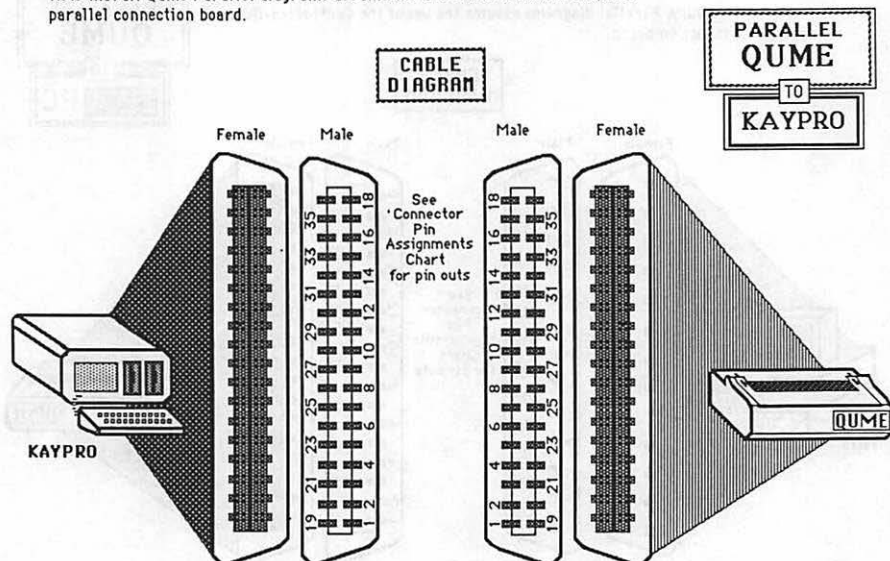 parallel connection board.
CABLE
DIAGRAM
PARALLEL
QUME
TO
KAYPRO
Female
Male
Male
Female
See
'Connector
Pin
Assignments
Chart
for pin outs
18
35
16
33
14
31
12
29
10
27
8
25
6
23
4
21
2
19
1
18
35
16
33
14
31
12
29
10
27
8
25
6
23
4
21
2
1
19
KAYPRO
QUME